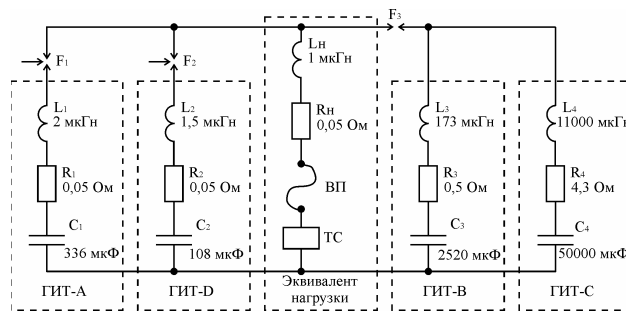 F₃
Lн
1 мкГн
F₁
F₂
L₁
2 мкГн
L₂
1,5 мкГн
L₃
173 мкГн
L₄
11000 мкГн
Rн
0,05 Ом
R₁
0,05 Ом
R₂
0,05 Ом
R₃
0,5 Ом
R₄
4,3 Ом
ВП
C₁
336 мкФ
C₂
108 мкФ
ТС
C₃
2520 мкФ
C₄
50000 мкФ
ГИТ-А
ГИТ-D
Эквивалент
нагрузки
ГИТ-В
ГИТ-С